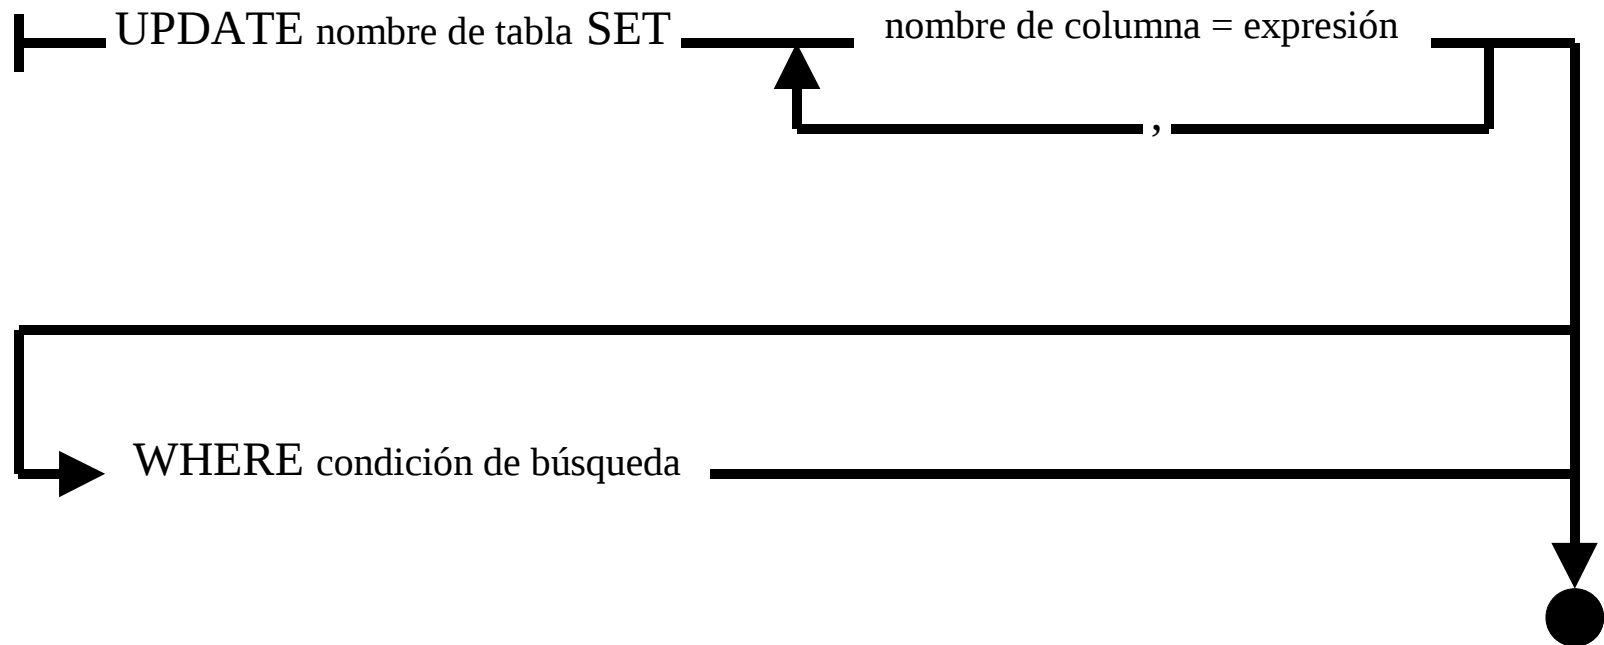 UPDATE nombre de tabla SET nombre de columna = expresión
,
WHERE condición de búsqueda